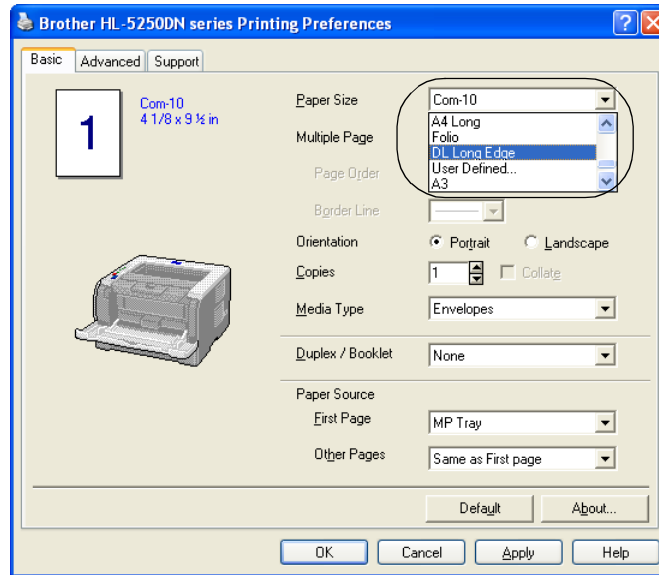 Brother HL-5250DN series Printing Preferences
Basic Advanced Support
1
Com-10
4 1/8 x 9 ½ in
Paper Size Com-10
A4 Long
Multiple Page Folio
DL Long Edge
Page Order User Defined...
A3
Border Line
Orientation Portrait Landscape
Copies 1 Collate
Media Type Envelopes
Duplex / Booklet None
Paper Source
First Page MP Tray
Other Pages Same as First page
Default About...
OK Cancel Apply Help